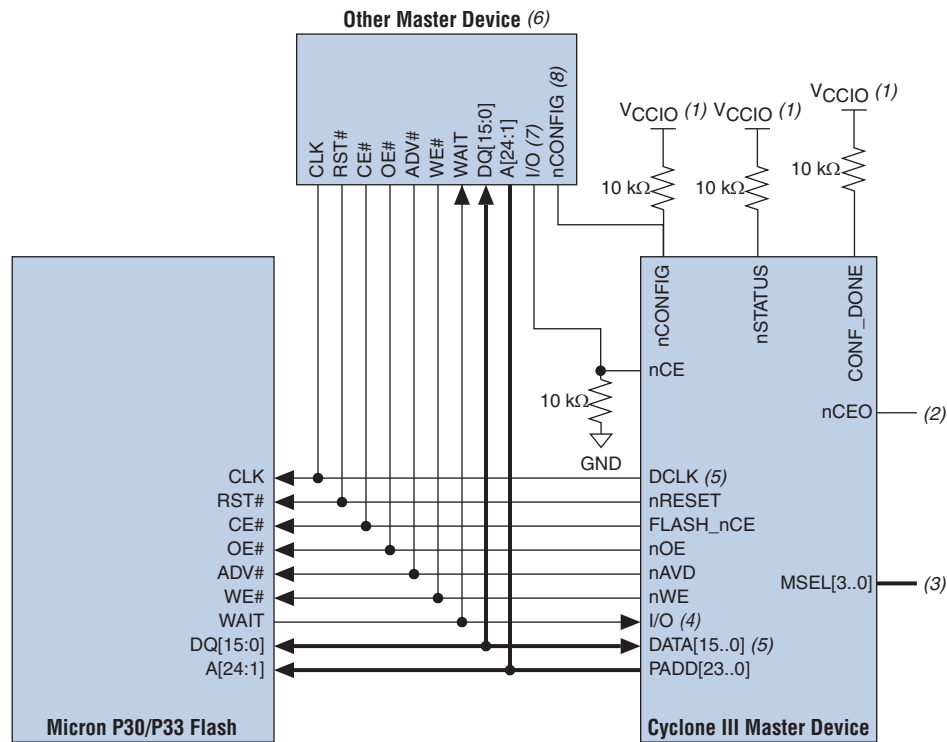 Other Master Device (6)
CLK
RST#
CE#
OE#
ADV#
WE#
WAIT
DQ[15:0]
A[24:1]
I/O (7)
nCONFIG (8)
VCCIO (1)
VCCIO (1)
VCCIO (1)
10 kΩ
10 kΩ
10 kΩ
nCONFIG
nSTATUS
CONF_DONE
nCE
10 kΩ
GND
nCEO
(2)
CLK
DCLK (5)
RST#
nRESET
CE#
FLASH_nCE
OE#
nOE
ADV#
nAVD
MSEL[3..0]
(3)
WE#
nWE
WAIT
I/O (4)
DQ[15:0]
DATA[15..0] (5)
A[24:1]
PADD[23..0]
Micron P30/P33 Flash
Cyclone III Master Device